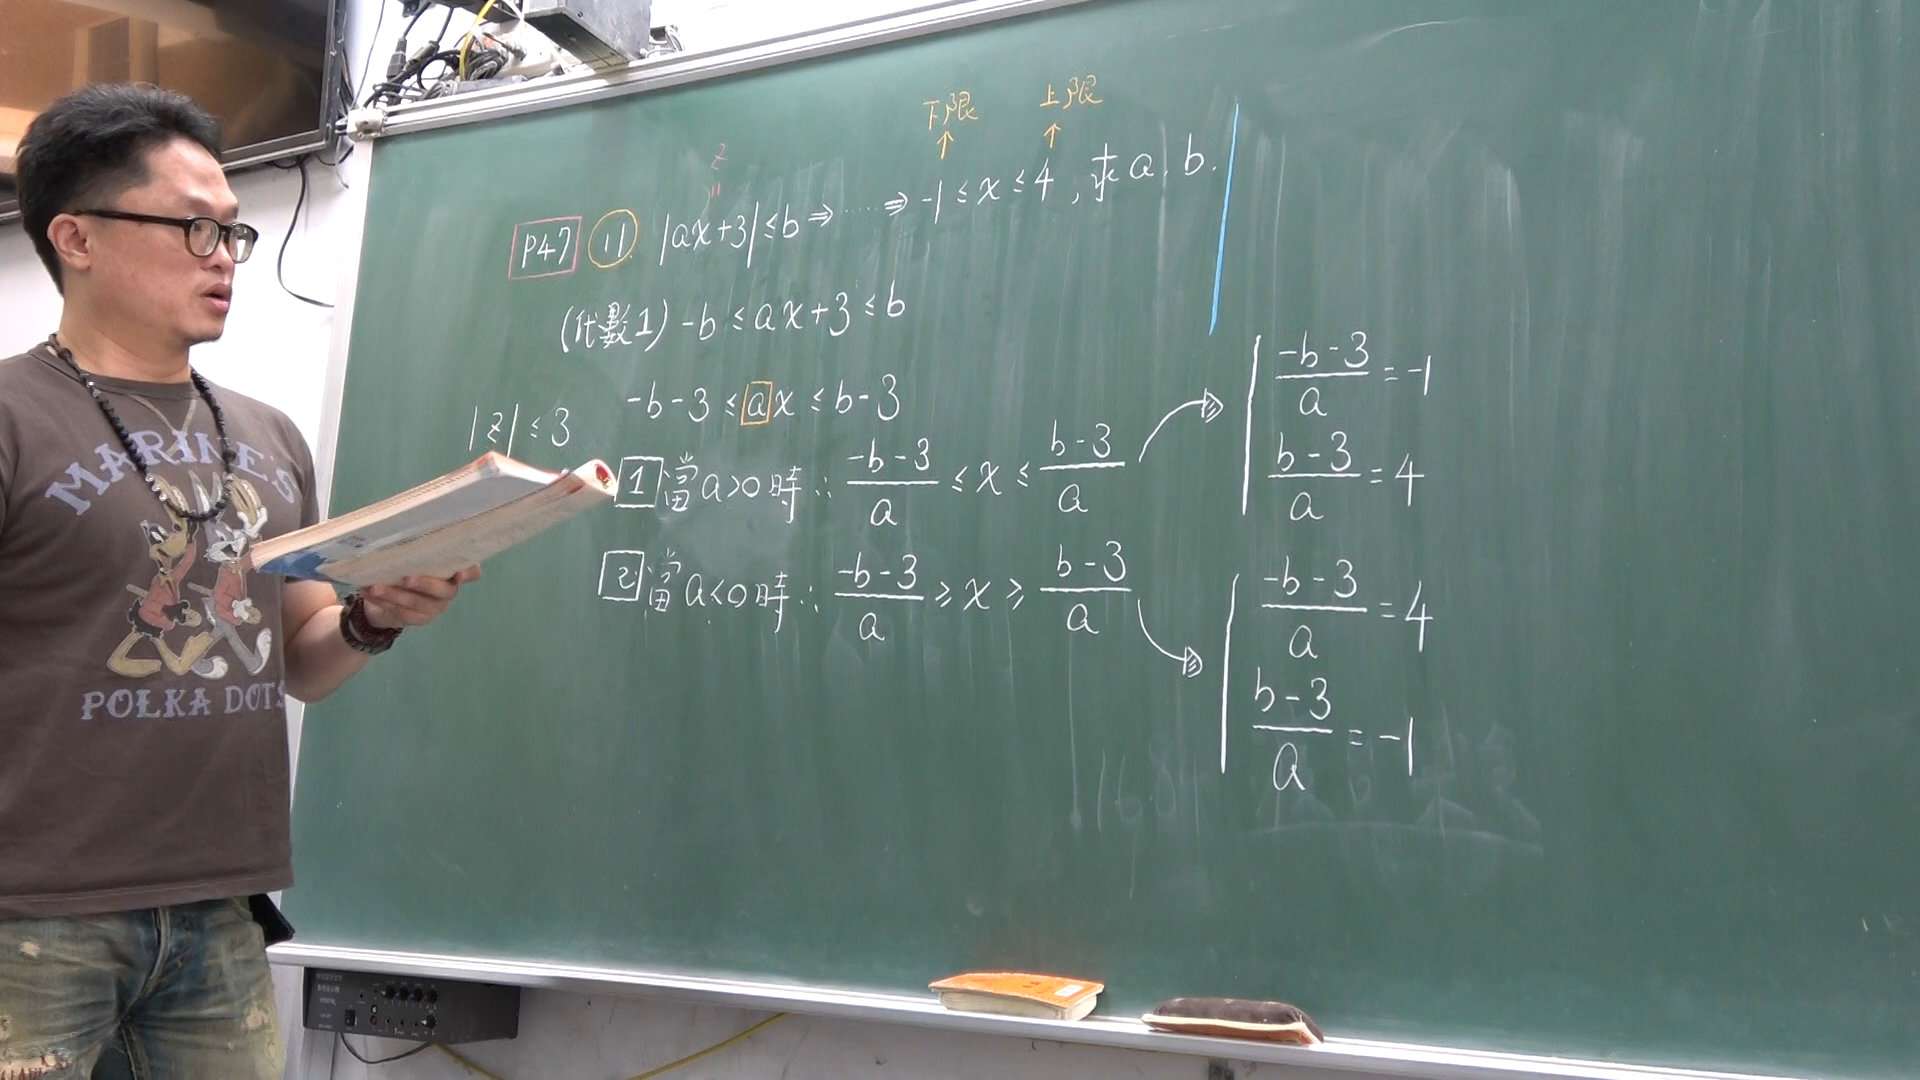 下限 上限
↑ ↑
z
"
P47 11 |ax+3|≤b⇒……⇒-1≤x≤4,求a、b.
(代數1) -b≤ax+3≤b
-b-3≤ax≤b-3
|z|≤3
1 當a>0時∴ (-b-3)/a ≤ x ≤ (b-3)/a
2 當a<0時∴ (-b-3)/a ≥ x ≥ (b-3)/a
(-b-3)/a = -1
(b-3)/a = 4
(-b-3)/a = 4
(b-3)/a = -1
MARINE'S
POLKA DOTS